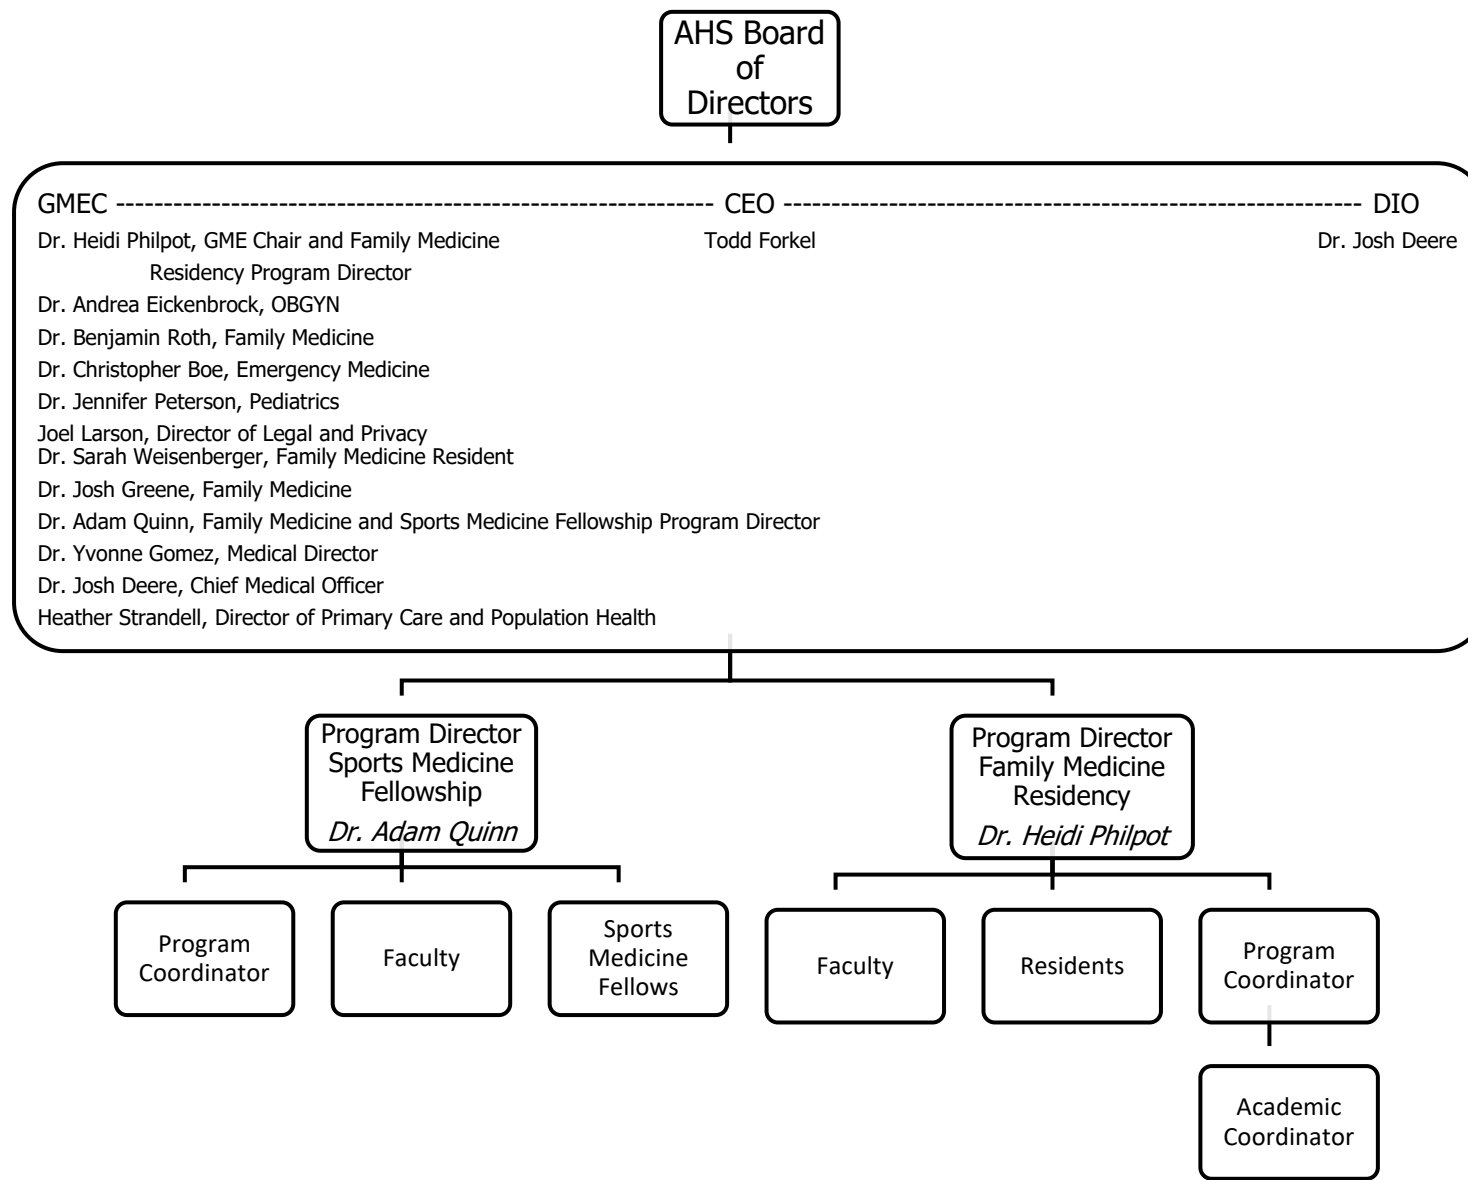 AHS Board
of
Directors
GMEC ------------------------------------------------------------- CEO ------------------------------------------------------------ DIO
Dr. Heidi Philpot, GME Chair and Family Medicine Todd Forkel Dr. Josh Deere
Residency Program Director
Dr. Andrea Eickenbrock, OBGYN
Dr. Benjamin Roth, Family Medicine
Dr. Christopher Boe, Emergency Medicine
Dr. Jennifer Peterson, Pediatrics
Joel Larson, Director of Legal and Privacy
Dr. Sarah Weisenberger, Family Medicine Resident
Dr. Josh Greene, Family Medicine
Dr. Adam Quinn, Family Medicine and Sports Medicine Fellowship Program Director
Dr. Yvonne Gomez, Medical Director
Dr. Josh Deere, Chief Medical Officer
Heather Strandell, Director of Primary Care and Population Health
Program Director
Sports Medicine
Fellowship
Dr. Adam Quinn
Program Director
Family Medicine
Residency
Dr. Heidi Philpot
Program
Coordinator
Faculty
Sports
Medicine
Fellows
Faculty
Residents
Program
Coordinator
Academic
Coordinator